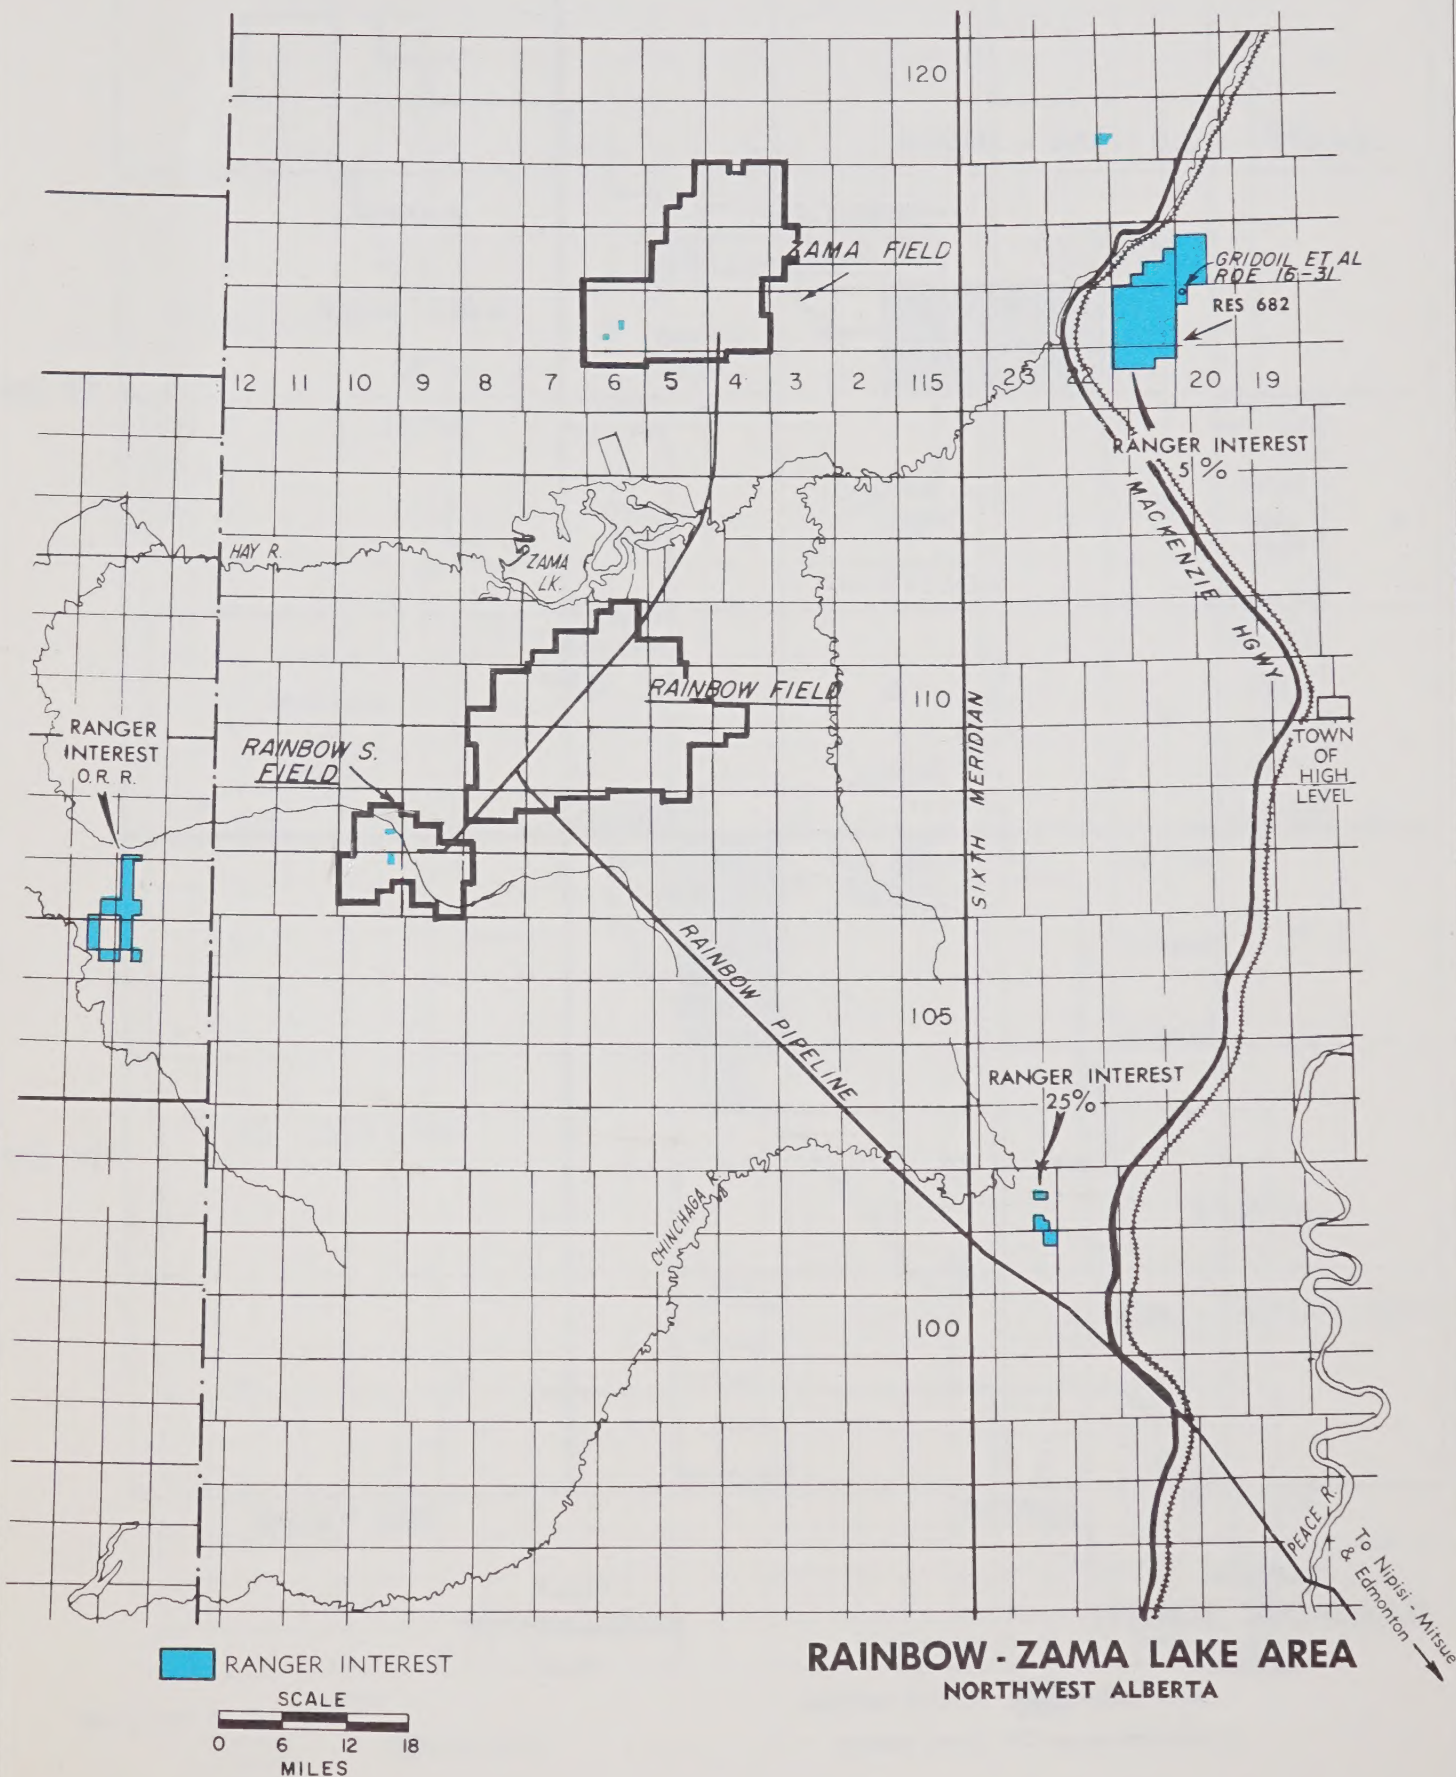 120
ZAMA FIELD
GRIDOIL ET AL
ROE 16-31
RES 682
12 11 10 9 8 7 6 5 4 3 2 115 23 22 20 19
RANGER INTEREST
5 %
MACKENZIE HGWY
HAY R.
ZAMA
LK.
RAINBOW FIELD
110
SIXTH MERIDIAN
RANGER
INTEREST
O.R.R.
RAINBOW S.
FIELD
TOWN
OF
HIGH
LEVEL
RAINBOW PIPELINE
105
RANGER INTEREST
25%
CHINCHAGA R.
100
PEACE R.
To Nipisi - Mitsue
& Edmonton
RANGER INTEREST
SCALE
0 6 12 18
MILES
RAINBOW - ZAMA LAKE AREA
NORTHWEST ALBERTA